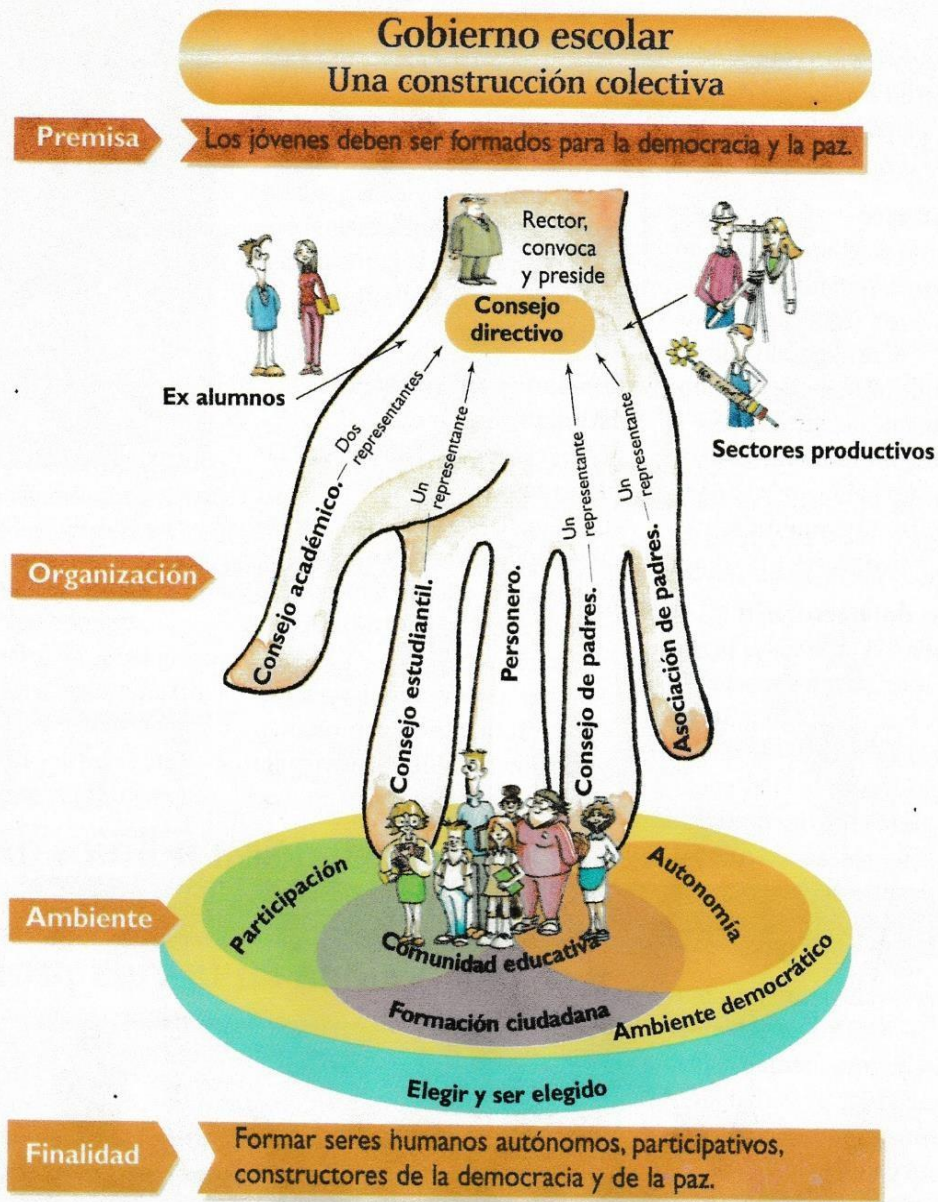 Gobierno escolar
Una construcción colectiva
Premisa
Los jóvenes deben ser formados para la democracia y la paz.
Rector,
convoca
y preside
Consejo
directivo
Ex alumnos
Sectores productivos
Organización
Consejo académico.
Dos
representantes
Consejo estudiantil.
Un
representante
Personero.
Consejo de padres.
Un
representante
Asociación de padres.
Un
representante
Ambiente
Participación
Autonomía
Comunidad educativa
Formación ciudadana
Ambiente democrático
Elegir y ser elegido
Finalidad
Formar seres humanos autónomos, participativos,
constructores de la democracia y de la paz.